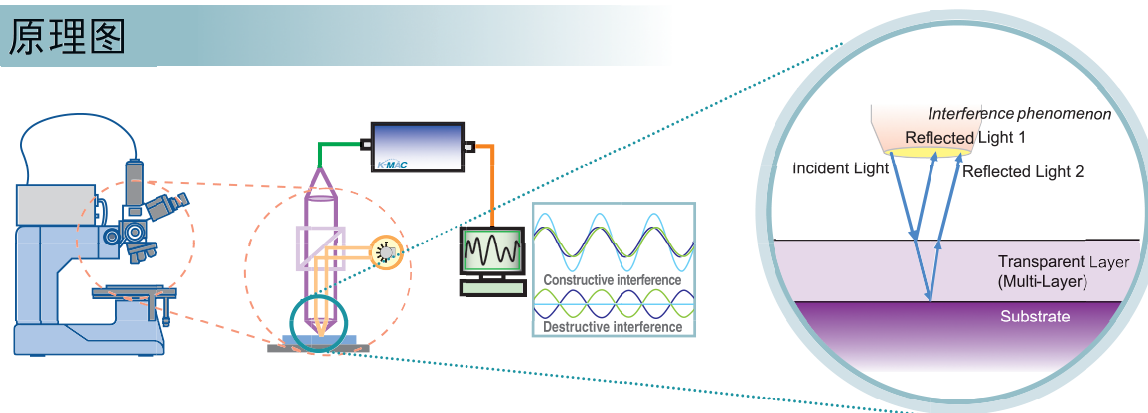 原理图
K-MAC
Constructive interference
Destructive interference
Interference phenomenon
Reflected Light 1
Incident Light
Reflected Light 2
Transparent Layer
(Multi-Layer)
Substrate